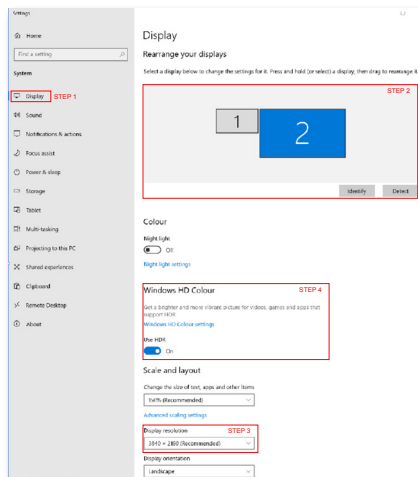 Settings
Home
Find a setting
System
Display STEP 1
Sound
Notifications & actions
Focus assist
Power & sleep
Storage
Tablet
Multi-tasking
Projecting to this PC
Shared experiences
Clipboard
Remote Desktop
About
Display
Rearrange your displays
Select a display below to change the settings for it. Press and hold (or select) a display, then drag to rearrange it.
STEP 2
1
2
Identify Detect
Colour
Night light
Off
Night light settings
Windows HD Colour STEP 4
Get a brighter and more vibrant picture for videos, games and apps that
support HDR.
Windows HD Colour settings
Use HDR
On
Scale and layout
Change the size of text, apps and other items
(Recommended)
Advanced scaling settings
Display resolution STEP 3
3840 × 2160 (Recommended)
Display orientation
Landscape